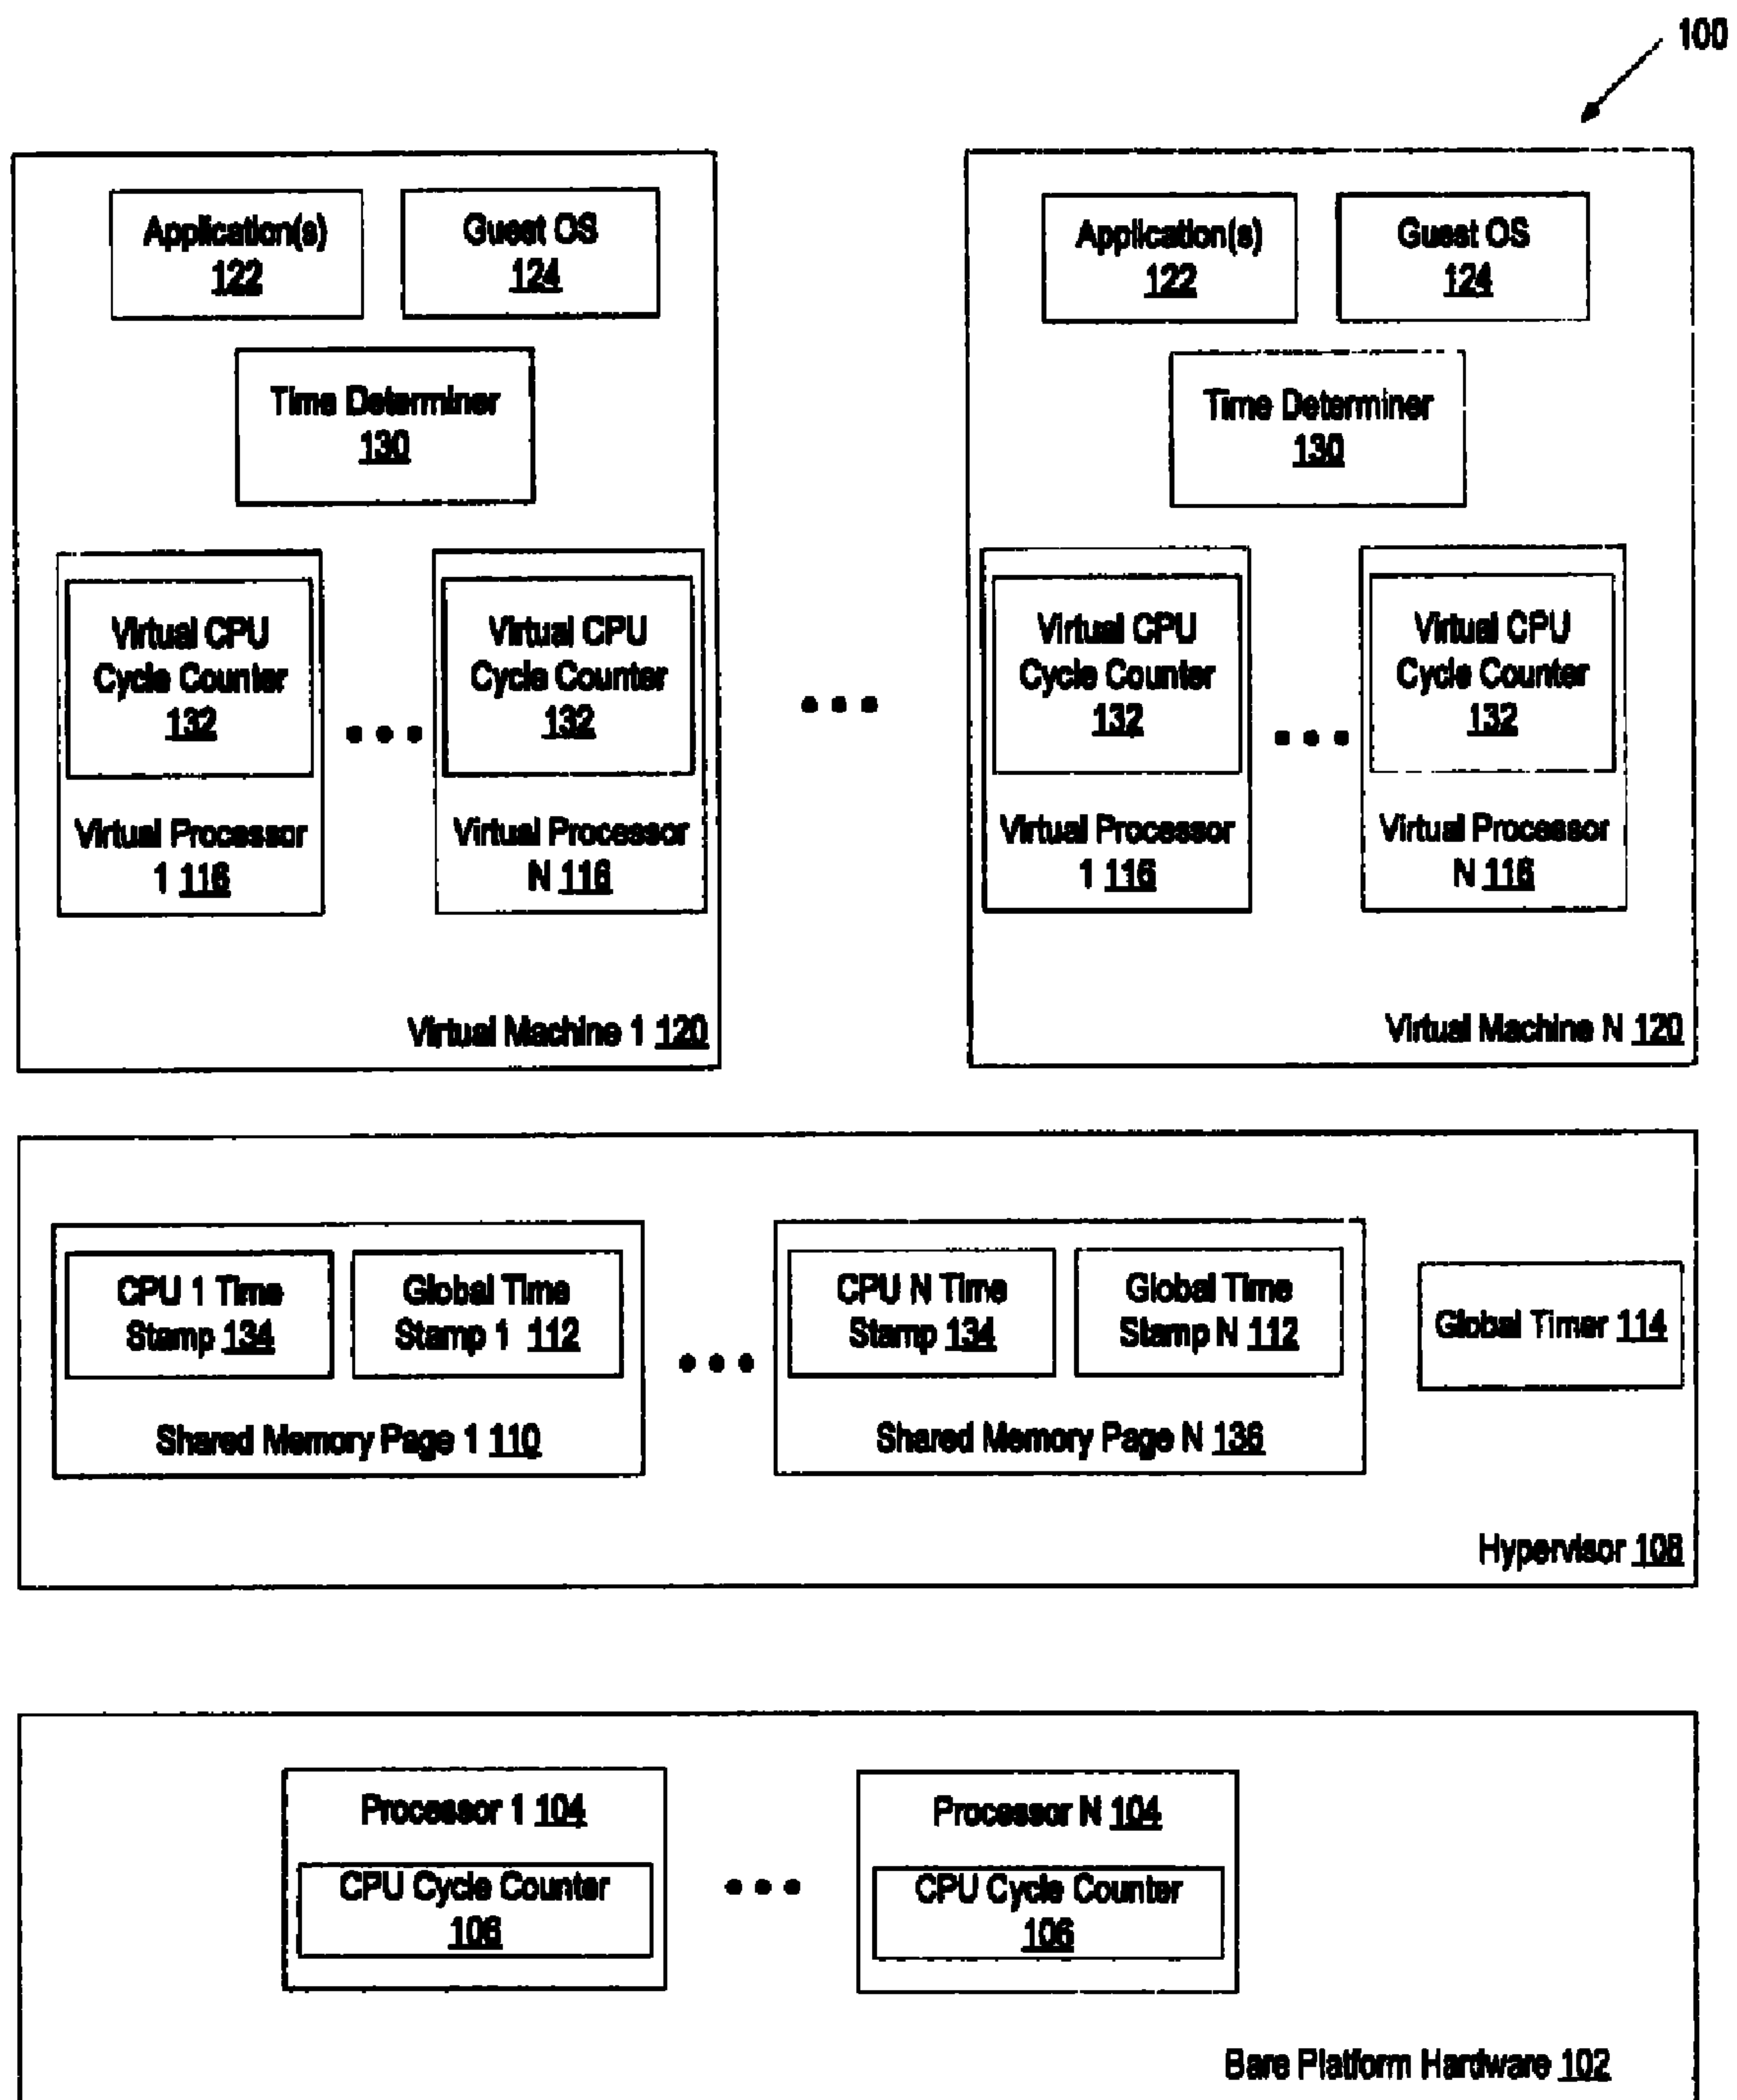 100
Application(s)
122
Guest OS
124
Time Determiner
130
Virtual CPU
Cycle Counter
132
Virtual Processor
1 116
Virtual CPU
Cycle Counter
132
Virtual Processor
N 116
Virtual Machine 1 120
Application(s)
122
Guest OS
124
Time Determiner
130
Virtual CPU
Cycle Counter
132
Virtual Processor
1 116
Virtual CPU
Cycle Counter
132
Virtual Processor
N 116
Virtual Machine N 120
CPU 1 Time
Stamp 134
Global Time
Stamp 1 112
Shared Memory Page 1 110
CPU N Time
Stamp 134
Global Time
Stamp N 112
Shared Memory Page N 136
Global Timer 114
Hypervisor 108
Processor 1 104
CPU Cycle Counter
106
Processor N 104
CPU Cycle Counter
106
Bare Platform Hardware 102